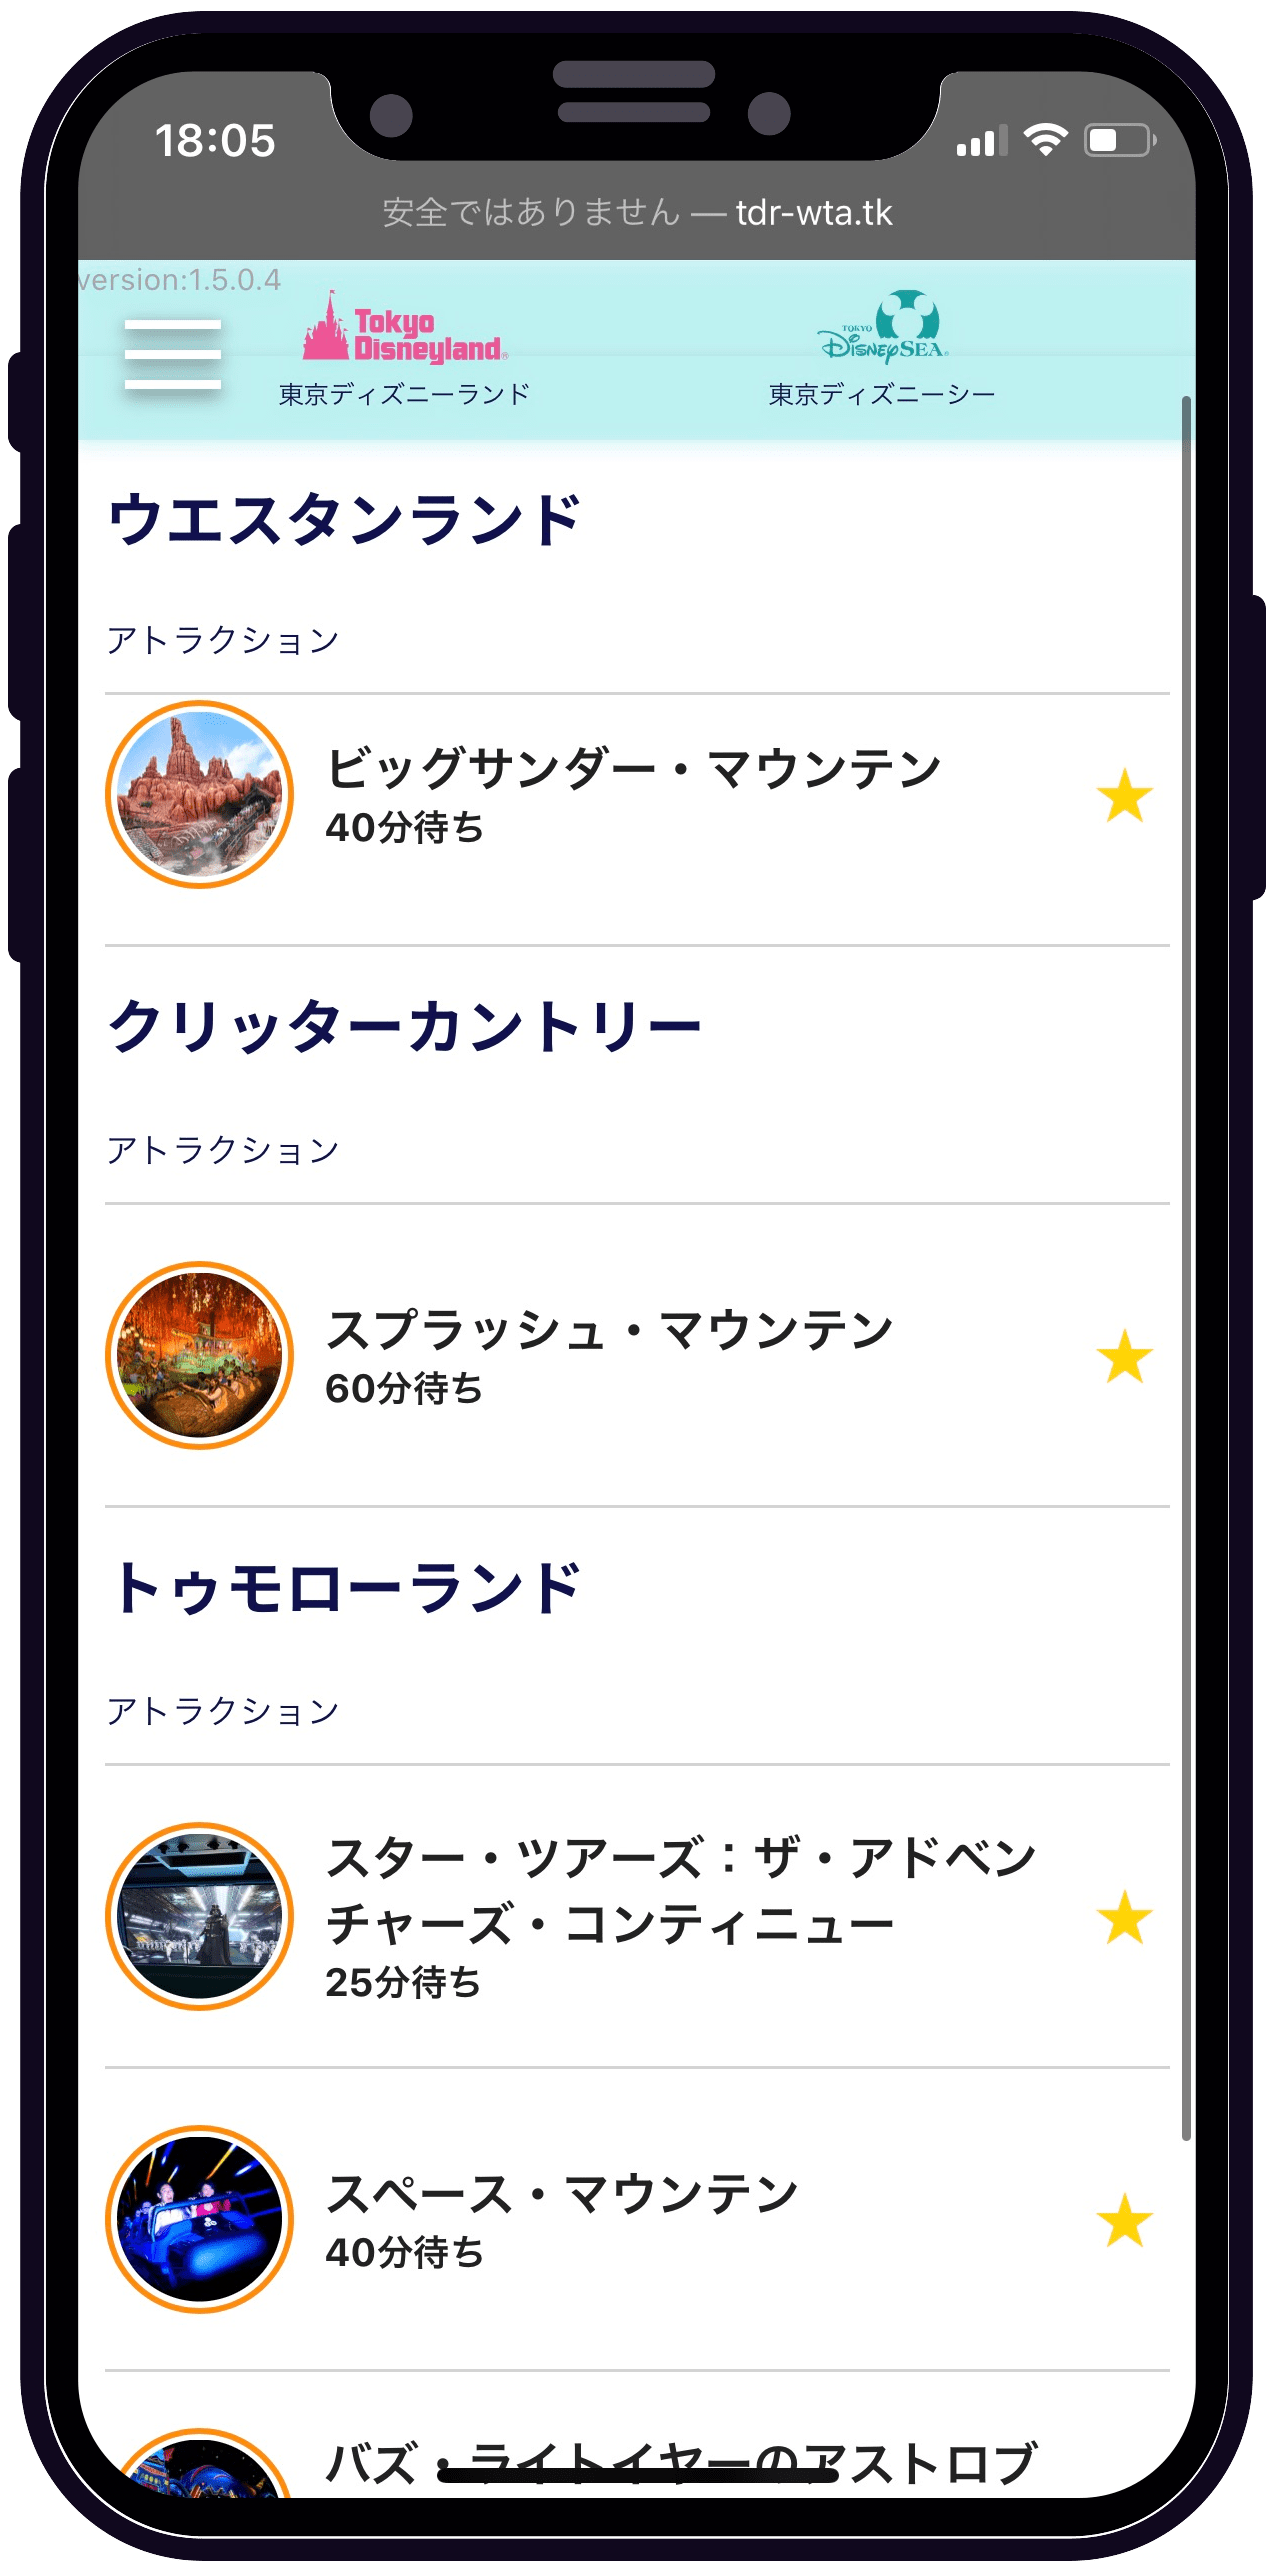 18:05
安全ではありません — tdr-wta.tk
version:1.5.0.4
Tokyo
Disneyland®
東京ディズニーランド
TOKYO
DisneySEA®
東京ディズニーシー
ウエスタンランド
アトラクション
ビッグサンダー・マウンテン
40分待ち
クリッターカントリー
アトラクション
スプラッシュ・マウンテン
60分待ち
トゥモローランド
アトラクション
スター・ツアーズ：ザ・アドベン
チャーズ・コンティニュー
25分待ち
スペース・マウンテン
40分待ち
バズ・ライトイヤーのアストロブ